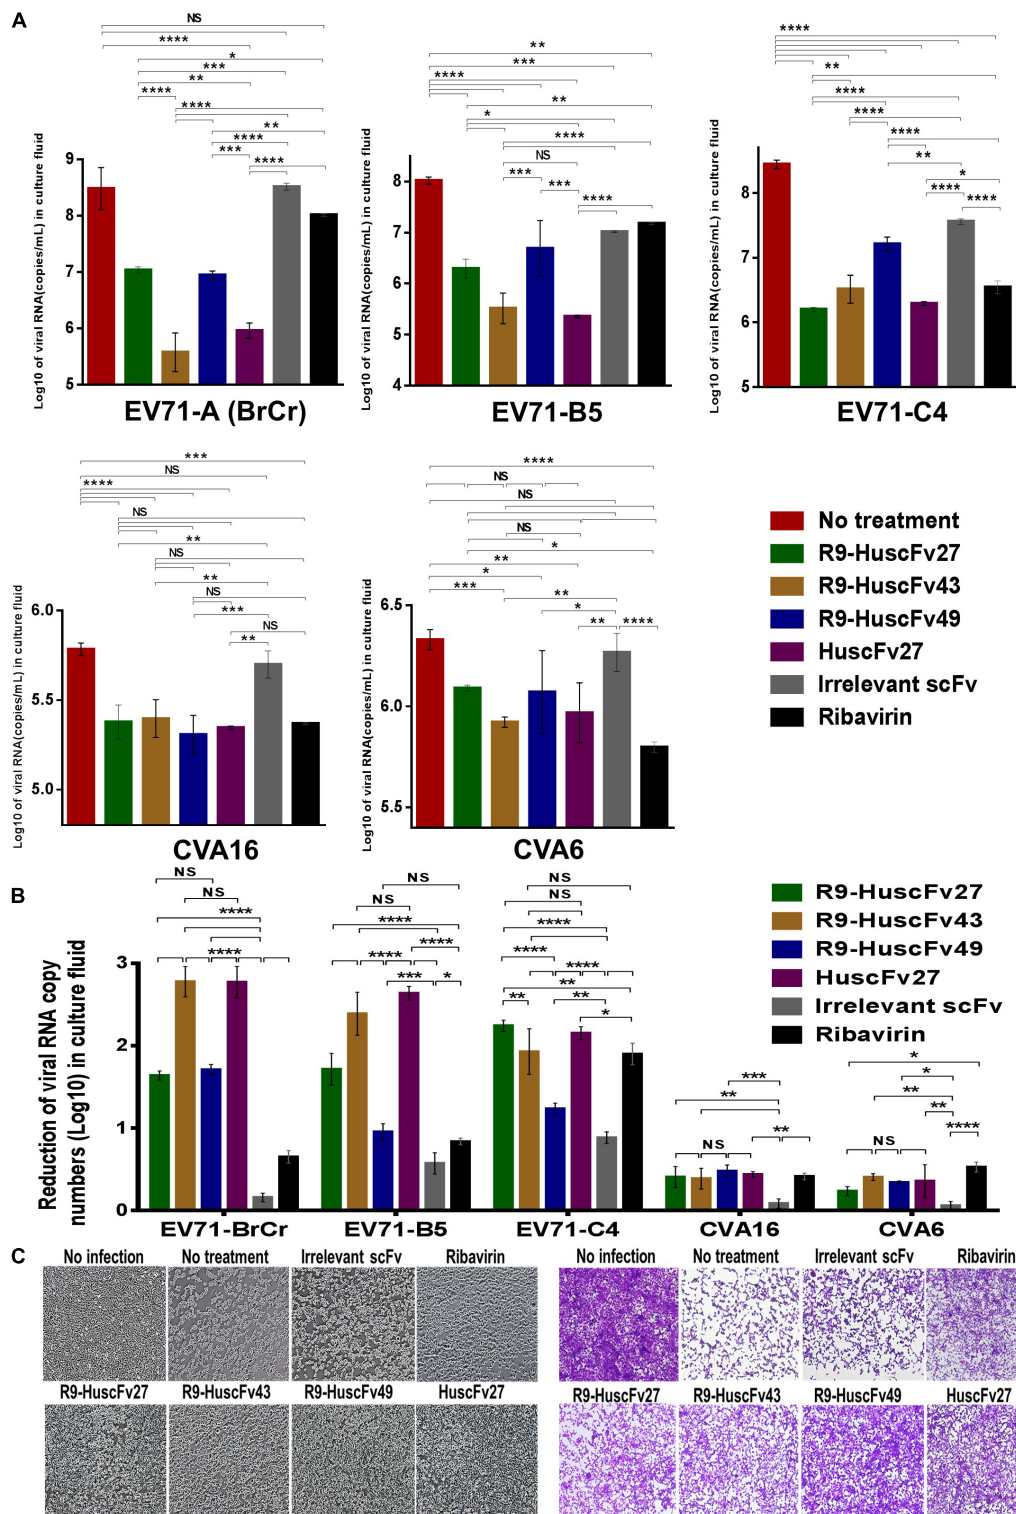 A
NS
****
*
***
**
****
****
**
****
***
****
Log10 of viral RNA(copies/mL) in culture fluid
9
8
7
6
5
EV71-A (BrCr)
**
***
****
**
*
****
NS
***
***
****
Log10 of viral RNA(copies/mL) in culture fluid
8
7
6
5
4
EV71-B5
****
**
****
****
****
**
*
****
****
Log10 of viral RNA(copies/mL) in culture fluid
8
7
6
5
EV71-C4
***
NS
****
NS
**
NS
**
NS
***
NS
**
Log10 of viral RNA(copies/mL) in culture fluid
6.0
5.5
5.0
CVA16
****
NS
NS
NS
*
**
*
***
**
*
**
****
Log10 of viral RNA(copies/mL) in culture fluid
6.5
6.0
5.5
CVA6
No treatment
R9-HuscFv27
R9-HuscFv43
R9-HuscFv49
HuscFv27
Irrelevant scFv
Ribavirin
B
NS
NS
****
****
NS
NS
****
****
****
***
*
NS
NS
****
****
****
**
**
**
*
***
**
NS
**
*
*
**
**
NS
****
Reduction of viral RNA copy
numbers (Log10) in culture fluid
3
2
1
0
EV71-BrCr
EV71-B5
EV71-C4
CVA16
CVA6
R9-HuscFv27
R9-HuscFv43
R9-HuscFv49
HuscFv27
Irrelevant scFv
Ribavirin
C
No infection
No treatment
Irrelevant scFv
Ribavirin
No infection
No treatment
Irrelevant scFv
Ribavirin
R9-HuscFv27
R9-HuscFv43
R9-HuscFv49
HuscFv27
R9-HuscFv27
R9-HuscFv43
R9-HuscFv49
HuscFv27